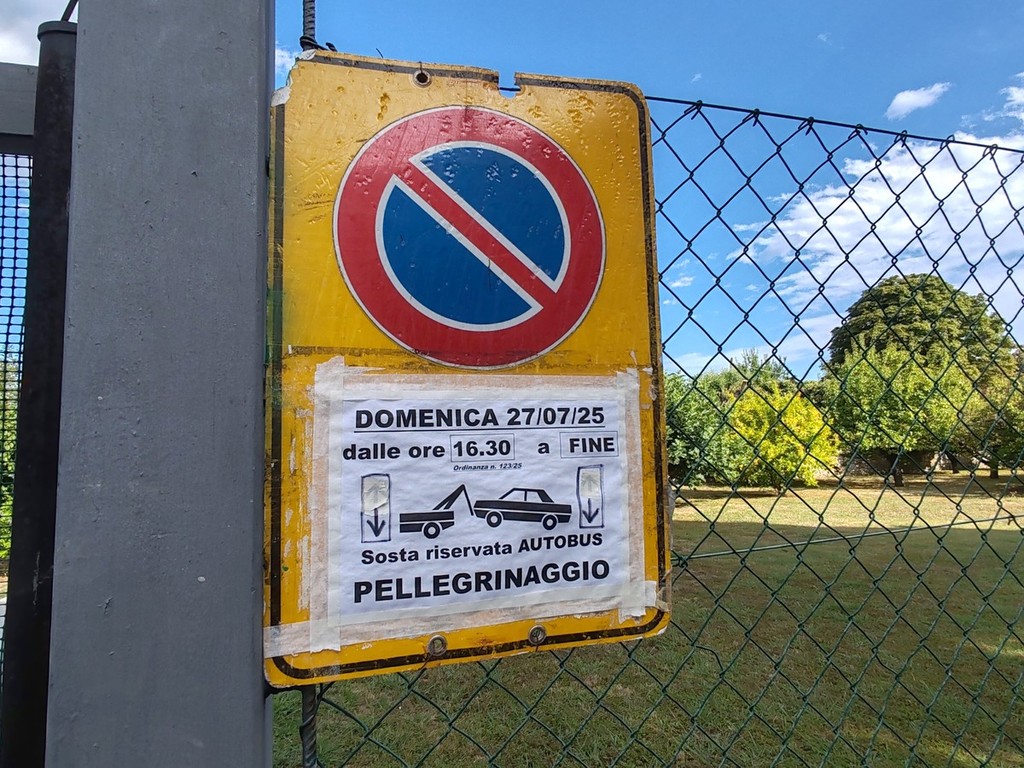 DOMENICA 27/07/25
dalle ore 16.30 a FINE
Ordinanza n. 123/25
Sosta riservata AUTOBUS
PELLEGRINAGGIO